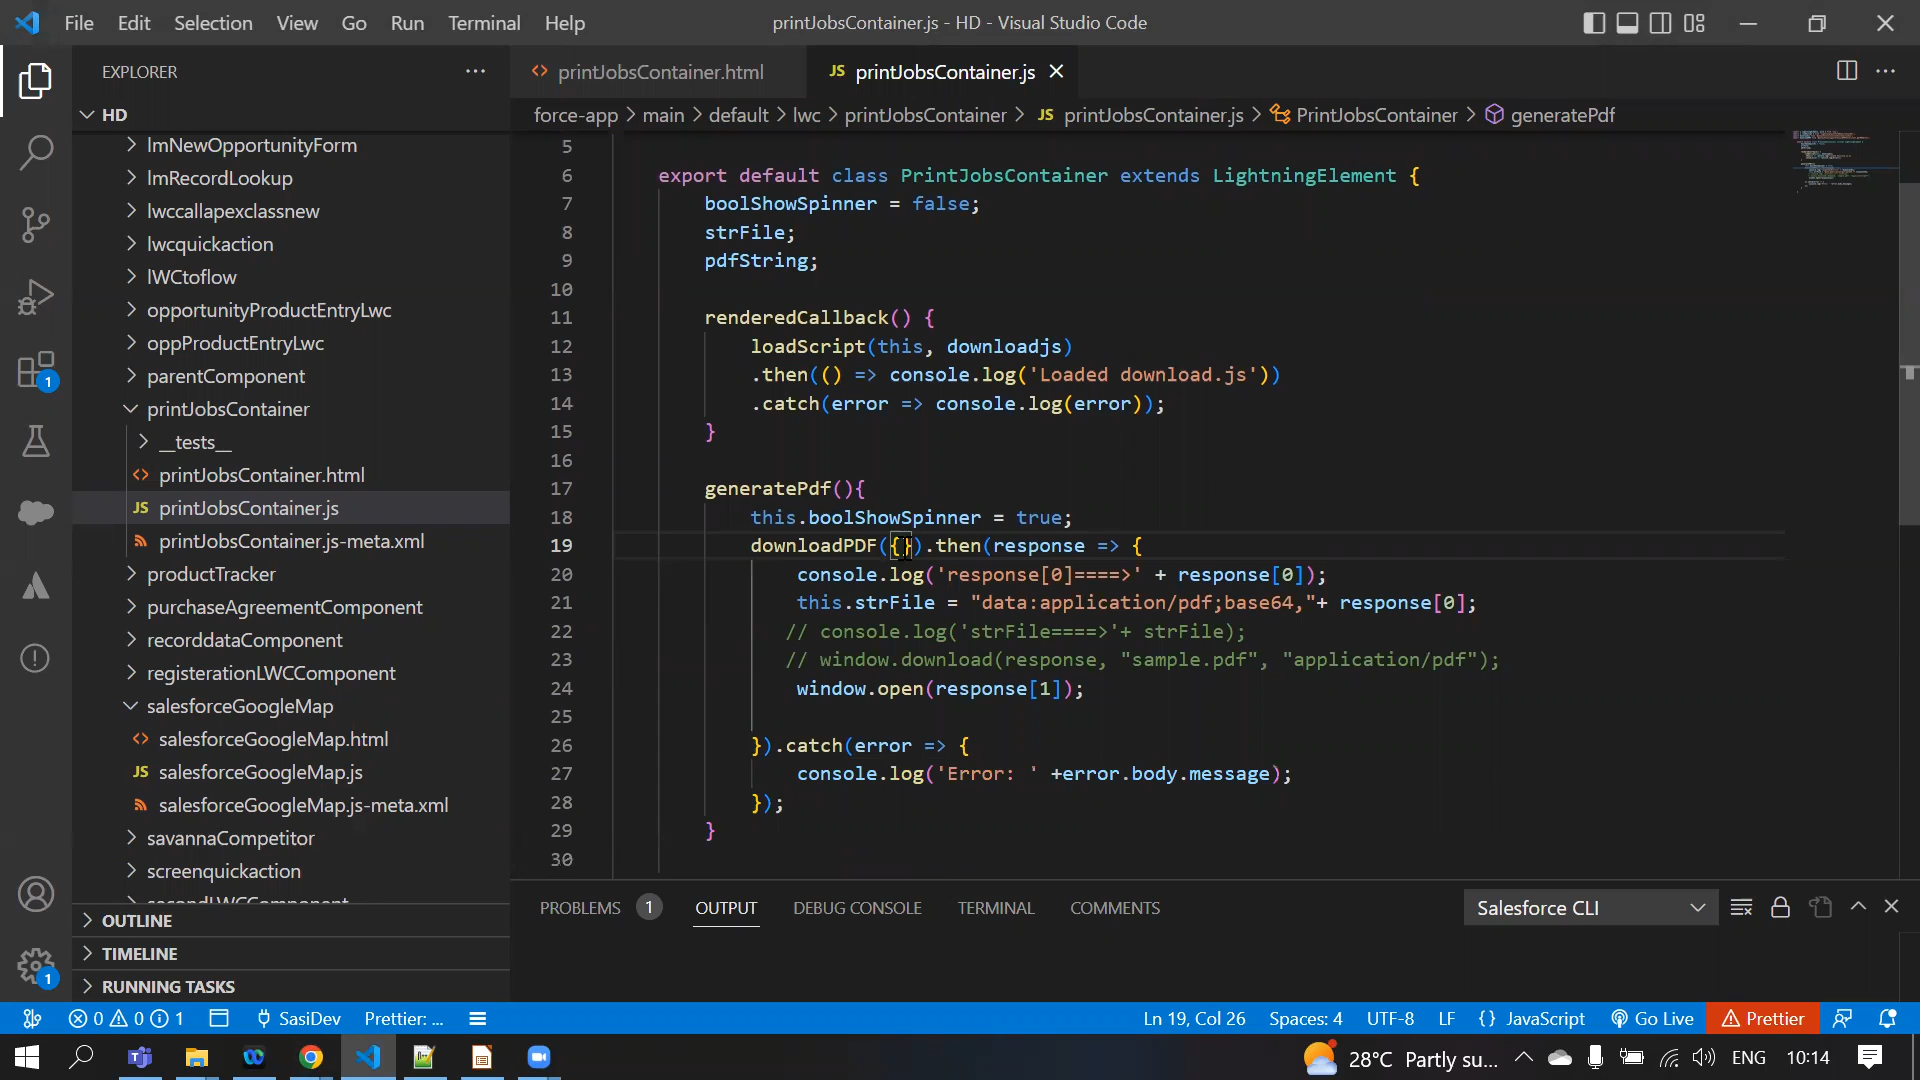 File Edit Selection View Go Run Terminal Help
printJobsContainer.js - HD - Visual Studio Code
EXPLORER
HD
lmNewOpportunityForm
lmRecordLookup
lwccallapexclassnew
lwcquickaction
lWCtoflow
opportunityProductEntryLwc
oppProductEntryLwc
parentComponent
printJobsContainer
__tests__
printJobsContainer.html
JS printJobsContainer.js
printJobsContainer.js-meta.xml
productTracker
purchaseAgreementComponent
recorddataComponent
registerationLWCComponent
salesforceGoogleMap
salesforceGoogleMap.html
JS salesforceGoogleMap.js
salesforceGoogleMap.js-meta.xml
savannaCompetitor
screenquickaction
OUTLINE
TIMELINE
RUNNING TASKS
1
1
printJobsContainer.html
JS printJobsContainer.js
force-app > main > default > lwc > printJobsContainer > JS printJobsContainer.js > PrintJobsContainer > generatePdf
5
6 export default class PrintJobsContainer extends LightningElement {
7 boolShowSpinner = false;
8 strFile;
9 pdfString;
10
11 renderedCallback() {
12 loadScript(this, downloadjs)
13 .then(() => console.log('Loaded download.js'))
14 .catch(error => console.log(error));
15 }
16
17 generatePdf(){
18 this.boolShowSpinner = true;
19 downloadPDF({}).then(response => {
20 console.log('response[0]====>' + response[0]);
21 this.strFile = "data:application/pdf;base64,"+ response[0];
22 // console.log('strFile====>'+ strFile);
23 // window.download(response, "sample.pdf", "application/pdf");
24 window.open(response[1]);
25
26 }).catch(error => {
27 console.log('Error: ' +error.body.message);
28 });
29 }
30
PROBLEMS 1 OUTPUT DEBUG CONSOLE TERMINAL COMMENTS
Salesforce CLI
0 0 1 SasiDev Prettier: ...
Ln 19, Col 26 Spaces: 4 UTF-8 LF {} JavaScript Go Live Prettier
28°C Partly su... ENG 10:14